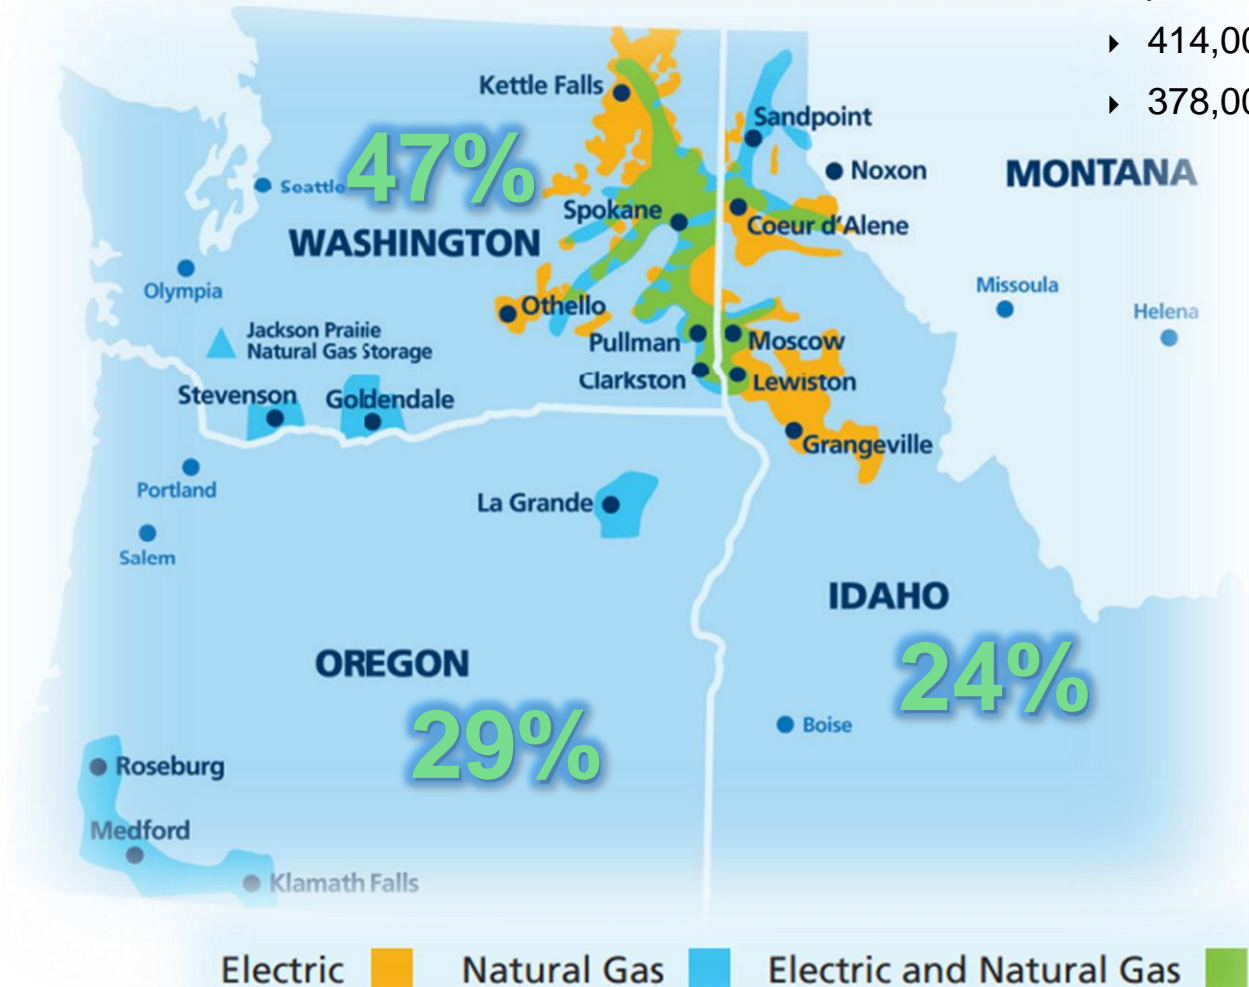 414,00
378,00
Kettle Falls
Sandpoint
47%
Noxon
MONTANA
Seattle
Spokane
Coeur d'Alene
WASHINGTON
Olympia
Missoula
Othello
Helena
Jackson Prairie
Natural Gas Storage
Pullman
Moscow
Clarkston
Lewiston
Stevenson
Goldendale
Grangeville
Portland
La Grande
Salem
IDAHO
OREGON
24%
29%
Boise
Roseburg
Medford
Klamath Falls
Electric Natural Gas Electric and Natural Gas